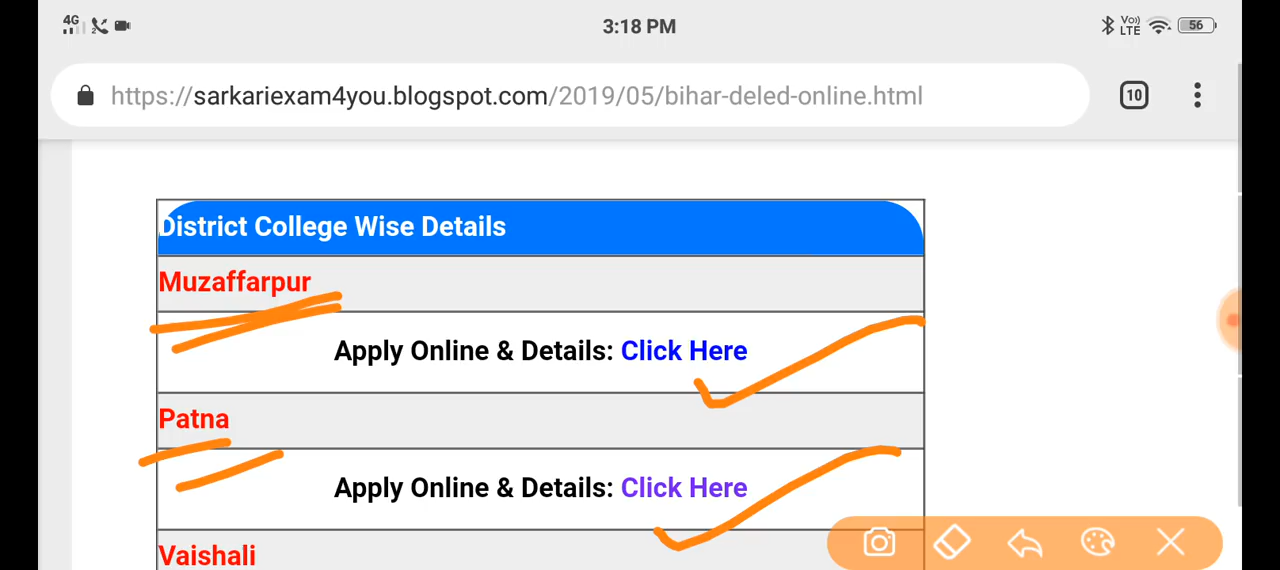 4G
3:18 PM
Vo))
LTE
56
https://sarkariexam4you.blogspot.com/2019/05/bihar-deled-online.html
10
District College Wise Details
Muzaffarpur
Apply Online & Details: Click Here
Patna
Apply Online & Details: Click Here
Vaishali